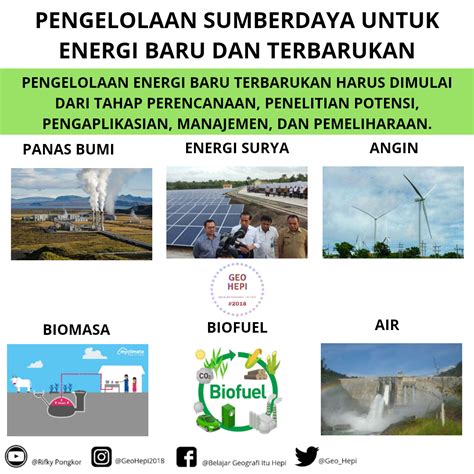 PENGELOLAAN SUMBERDAYA UNTUK
ENERGI BARU DAN TERBARUKAN
PENGELOLAAN ENERGI BARU TERBARUKAN HARUS DIMULAI
DARI TAHAP PERENCANAAN, PENELITIAN POTENSI,
PENGAPLIKASIAN, MANAJEMEN, DAN PEMELIHARAAN.
PANAS BUMI
ENERGI SURYA
ANGIN
GEO
HEPI
#2018
BIOMASA
BIOFUEL
AIR
CO2
Biofuel
@Rifky Pongkor
@GeoHepi2018
@Belajar Geografi Itu Hepi
@Geo_Hepi